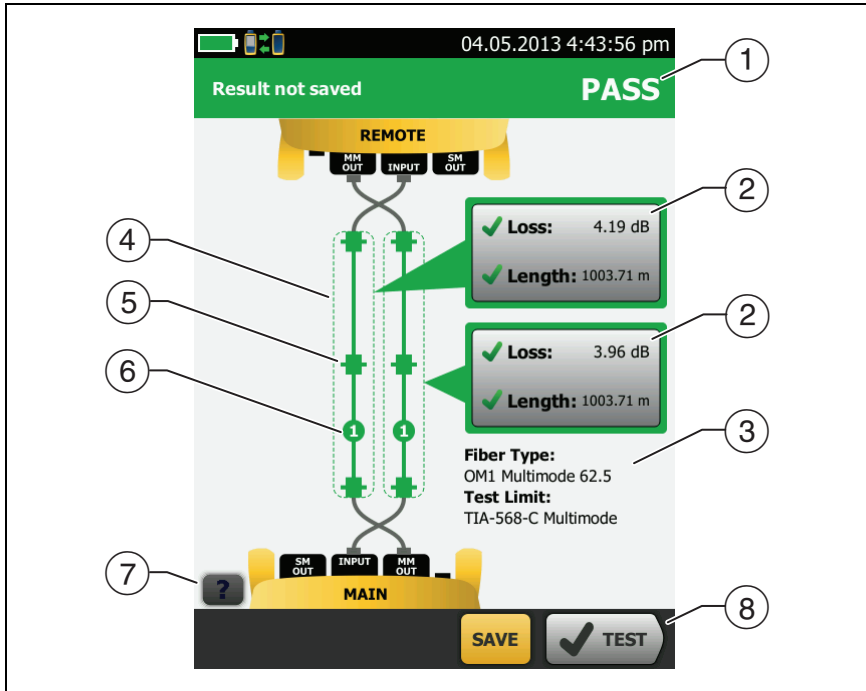 04.05.2013 4:43:56 pm
Result not saved
PASS
1
REMOTE
MM OUT
INPUT
SM OUT
2
Loss: 4.19 dB
Length: 1003.71 m
4
5
2
Loss: 3.96 dB
Length: 1003.71 m
6
1
1
3
Fiber Type:
OM1 Multimode 62.5
Test Limit:
TIA-568-C Multimode
SM OUT
INPUT
MM OUT
7
?
MAIN
8
SAVE
TEST